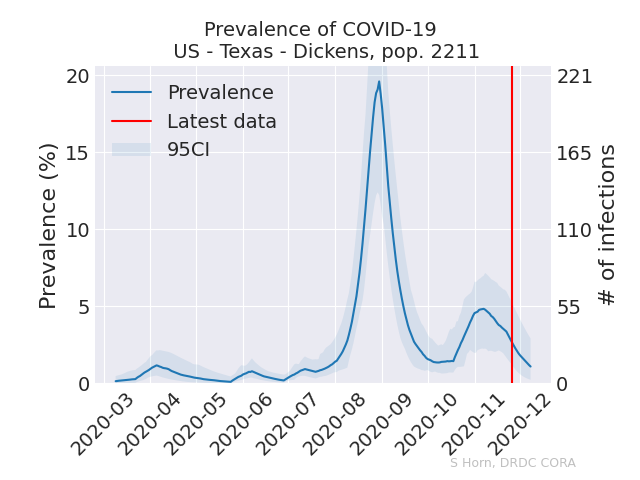 Prevalence of COVID-19
US - Texas - Dickens, pop. 2211
20
15
10
5
0
Prevalence (%)
Prevalence
Latest data
95CI
221
165
110
55
0
# of infections
2020-03
2020-04
2020-05
2020-06
2020-07
2020-08
2020-09
2020-10
2020-11
2020-12
S Horn, DRDC CORA